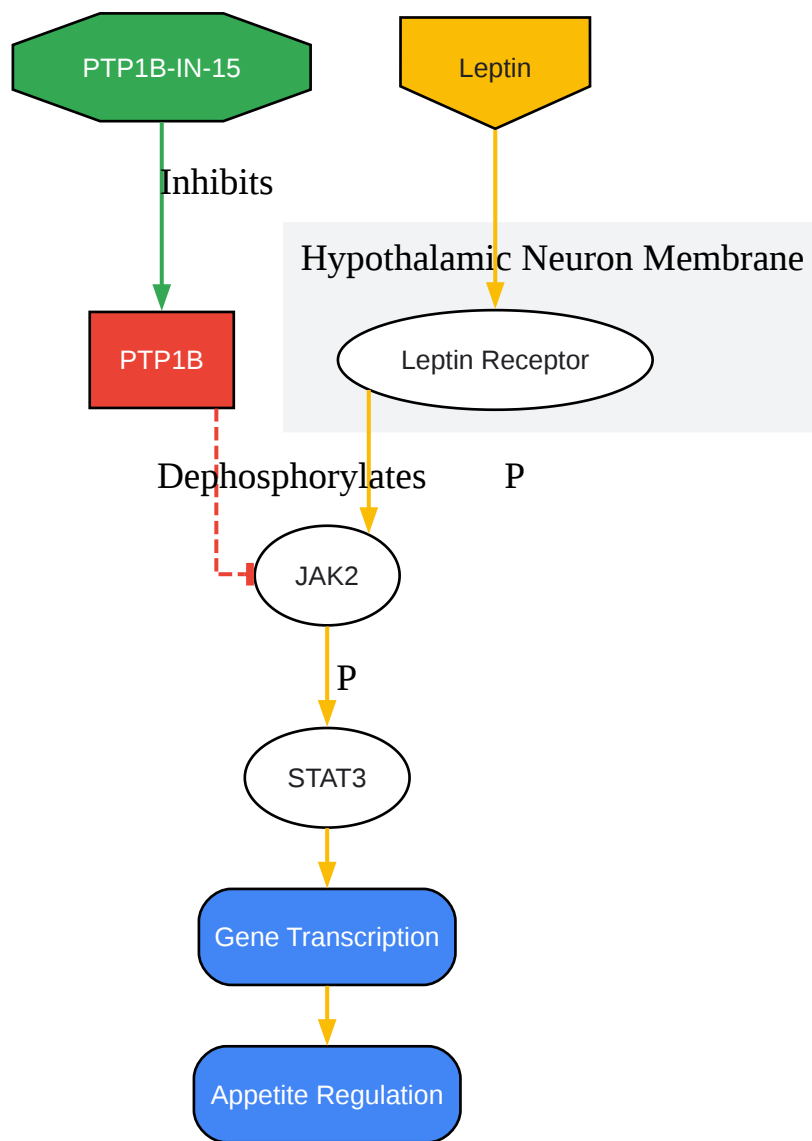 PTP1B-IN-15
Leptin
Inhibits
Hypothalamic Neuron Membrane
PTP1B
Leptin Receptor
Dephosphorylates
P
JAK2
P
STAT3
Gene Transcription
Appetite Regulation